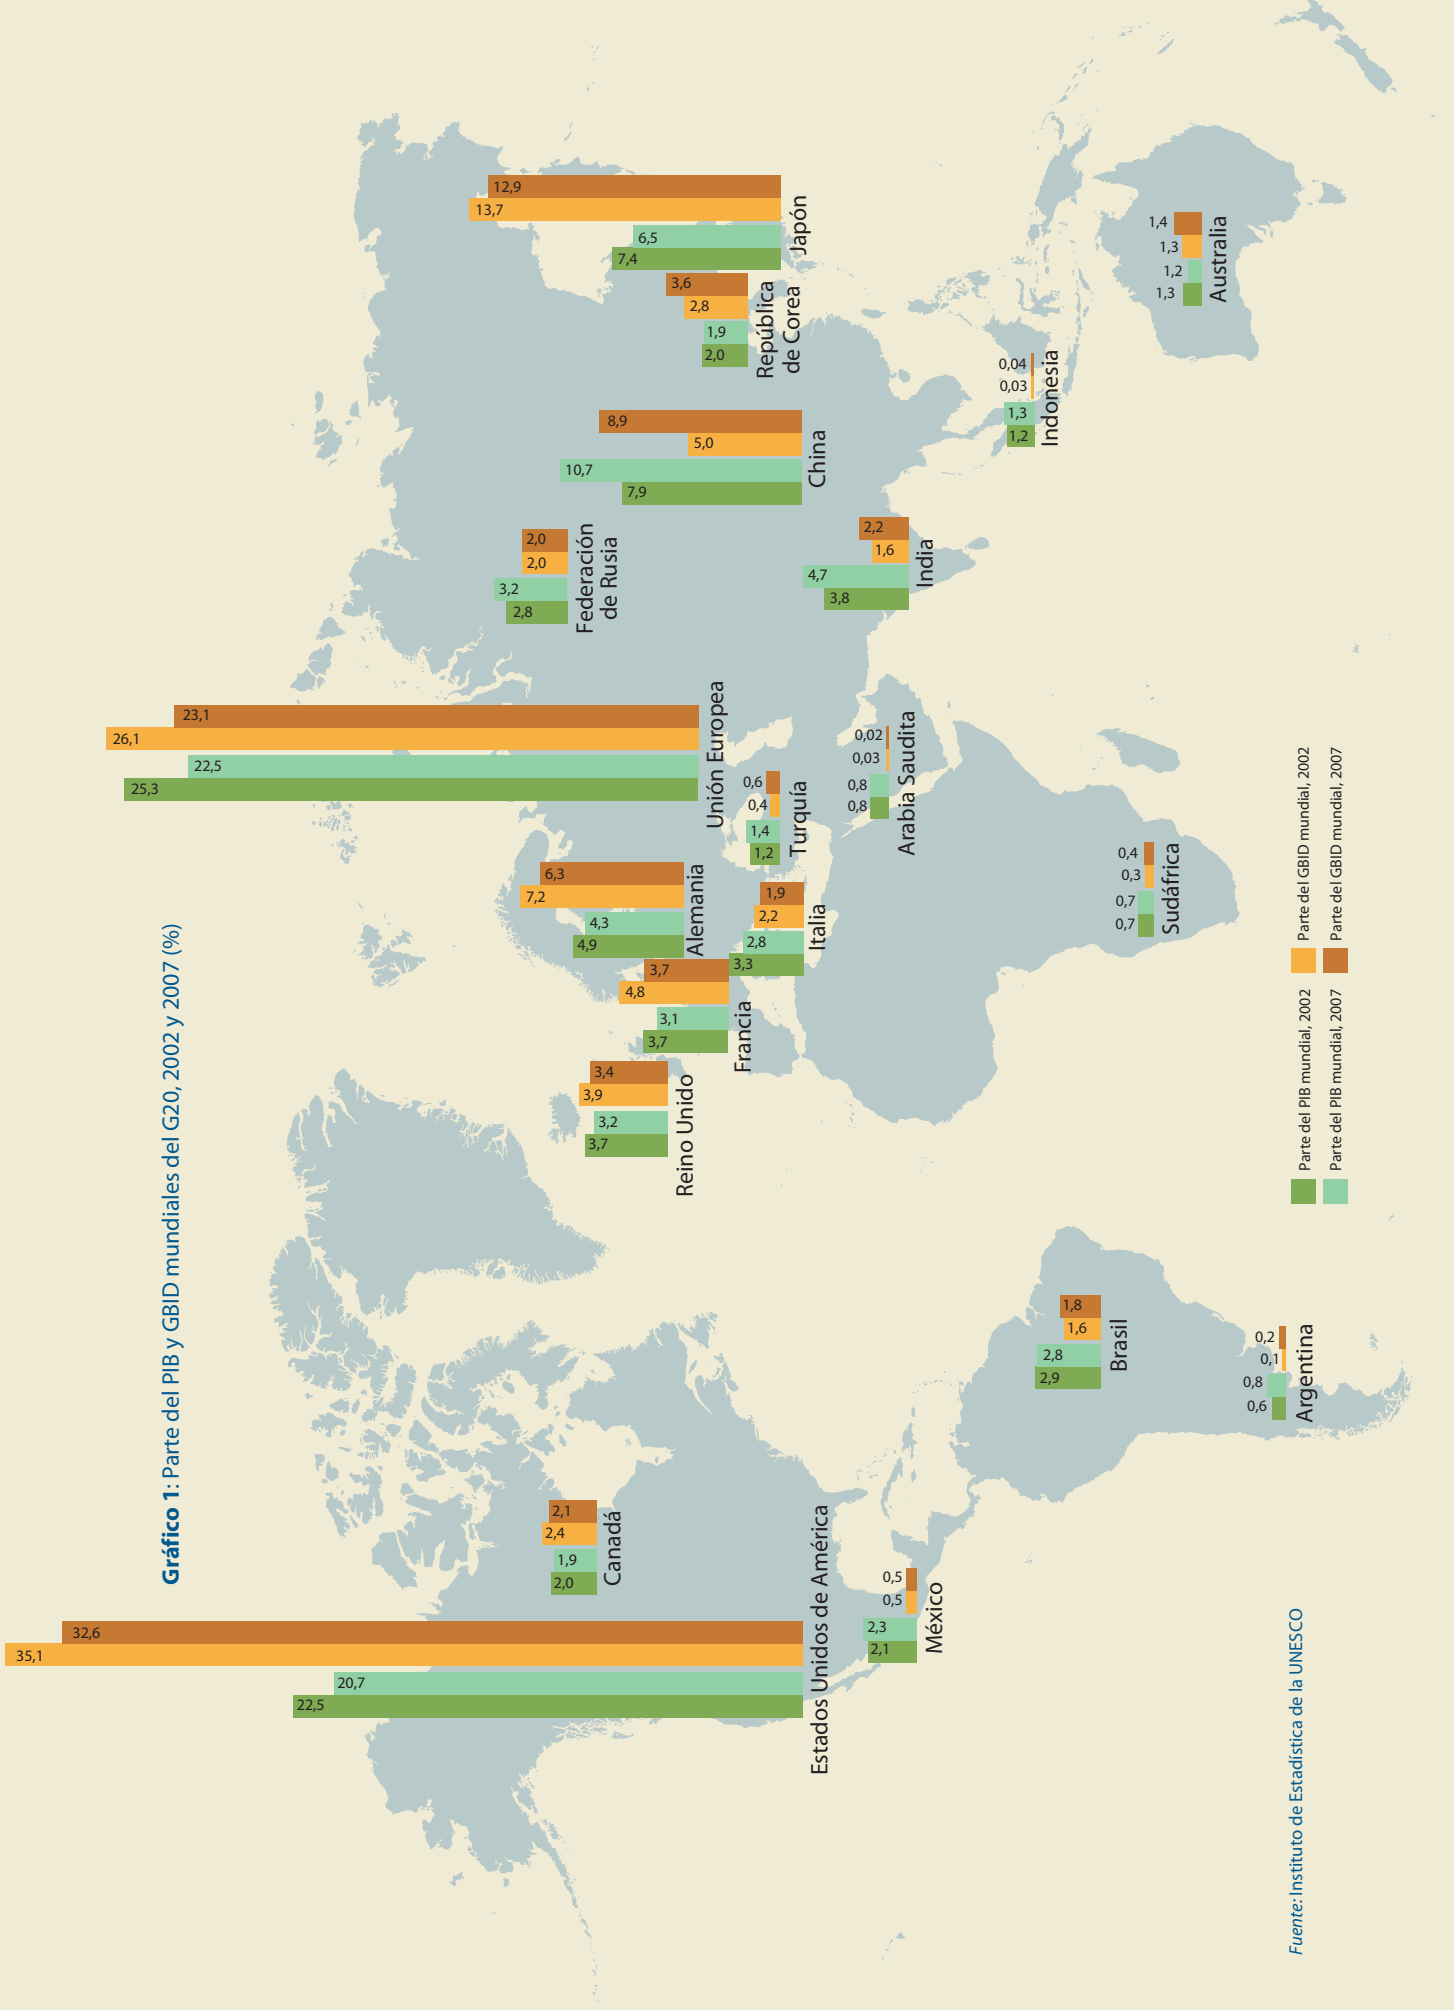 Gráfico 1: Parte del PIB y GBID mundiales del G20, 2002 y 2007 (%)
22,5
20,7
35,1
32,6
Estados Unidos de América
2,0
1,9
2,4
2,1
Canadá
2,1
2,3
0,5
0,5
México
2,9
2,8
1,6
1,8
Brasil
0,6
0,8
0,1
0,2
Argentina
3,7
3,2
3,9
3,4
Reino Unido
3,7
3,1
4,8
3,7
Francia
4,9
4,3
7,2
6,3
Alemania
3,3
2,8
2,2
1,9
Italia
25,3
22,5
26,1
23,1
Unión Europea
1,2
1,4
0,4
0,6
Turquía
0,8
0,8
0,03
0,02
Arabia Saudita
0,7
0,7
0,3
0,4
Sudáfrica
2,8
3,2
2,0
2,0
Federación
de Rusia
3,8
4,7
1,6
2,2
India
7,9
10,7
5,0
8,9
China
2,0
1,9
2,8
3,6
República
de Corea
7,4
6,5
13,7
12,9
Japón
1,2
1,3
0,03
0,04
Indonesia
1,3
1,2
1,3
1,4
Australia
Parte del PIB mundial, 2002
Parte del PIB mundial, 2007
Parte del GBID mundial, 2002
Parte del GBID mundial, 2007
Fuente: Instituto de Estadística de la UNESCO